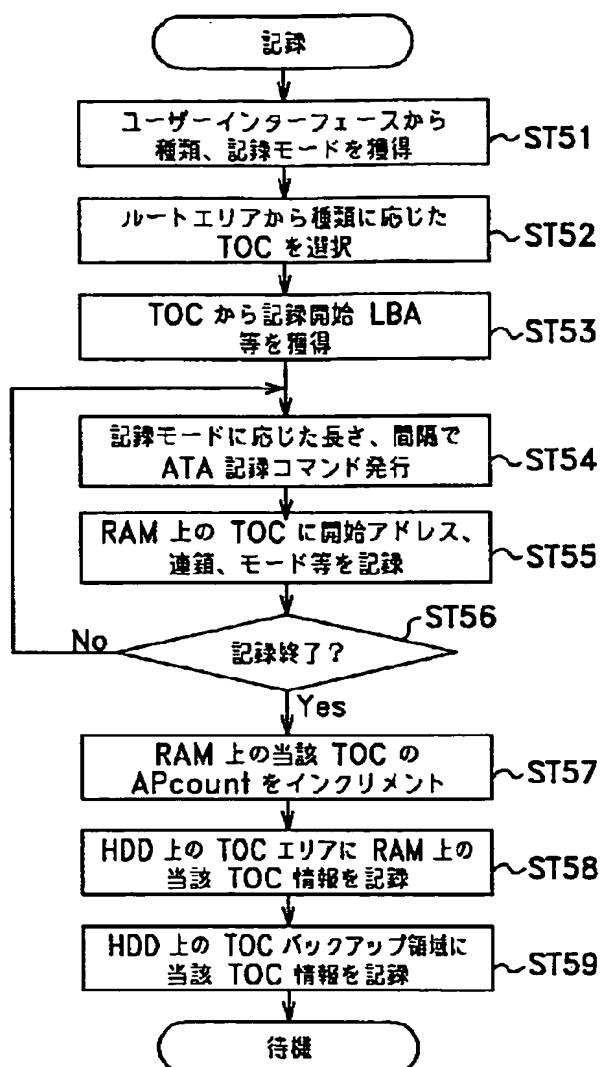 記録
ユーザーインターフェースから
種類、記録モードを獲得
ST51
ルートエリアから種類に応じた
TOC を選択
ST52
TOC から記録開始 LBA
等を獲得
ST53
記録モードに応じた長さ、間隔で
ATA 記録コマンド発行
ST54
RAM 上の TOC に開始アドレス、
連鎖、モード等を記録
ST55
ST56
No
記録終了？
Yes
RAM 上の当該 TOC の
APcount をインクリメント
ST57
HDD 上の TOC エリアに RAM 上の
当該 TOC 情報を記録
ST58
HDD 上の TOC バックアップ領域に
当該 TOC 情報を記録
ST59
待機